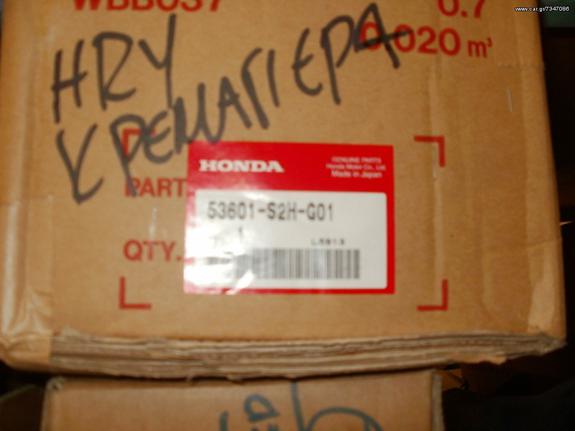 www.car.gr/7347096
WBB037
0.7
0.020 m³
HRV
ΚΡΕΜΑΓΙΕΡΑ
HONDA
GENUINE PARTS
Honda Motor Co., Ltd.
Made in Japan
PART.
53601-S2H-G01
QTY.
1